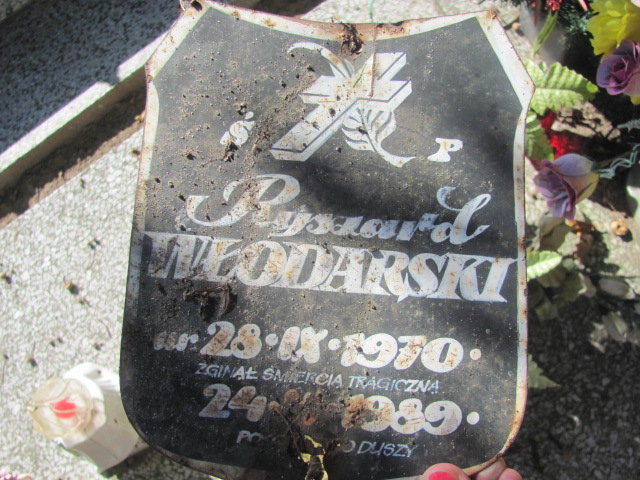 Ś P
Ryszard
WŁODARSKI
ur. 28•IX•1970•
ZGINĄŁ ŚMIERCIĄ TRAGICZNĄ
24 1989•
DUSZY